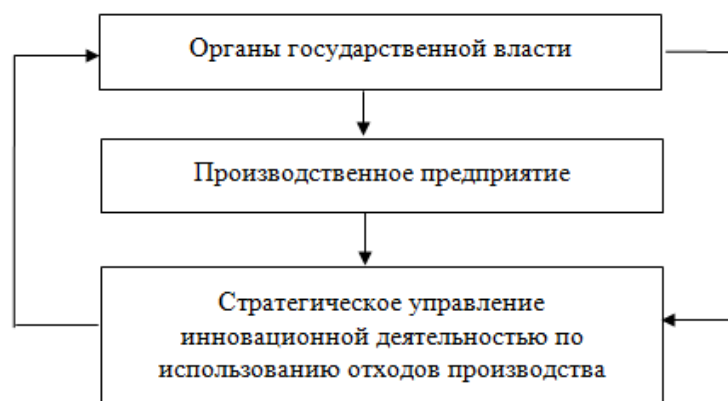 Органы государственной власти
Производственное предприятие
Стратегическое управление
инновационной деятельностью по
использованию отходов производства